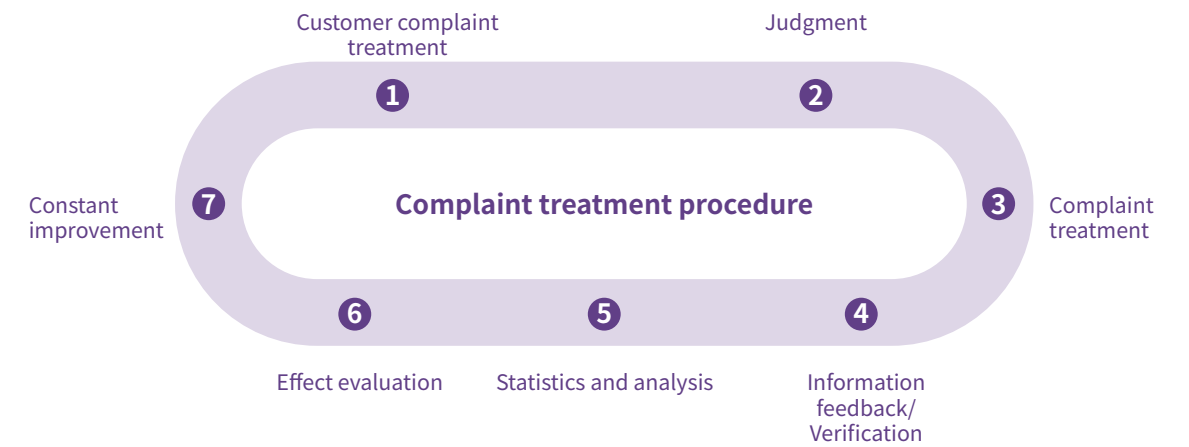 Customer complaint
treatment
Judgment
1
2
Constant
improvement
7
Complaint treatment procedure
3
Complaint
treatment
6
5
4
Effect evaluation
Statistics and analysis
Information
feedback/
Verification